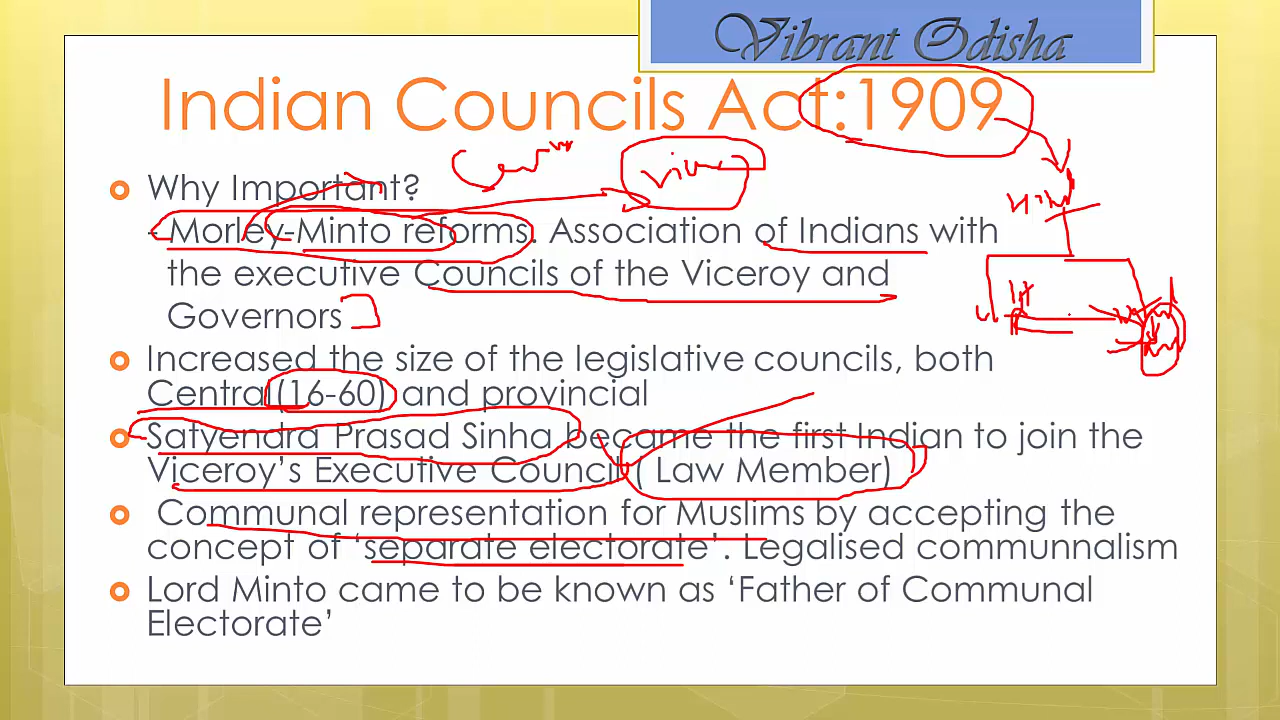 Vibrant Odisha
Indian Councils Act:1909
Why Important?
- Morley-Minto reforms. Association of Indians with
the executive Councils of the Viceroy and
Governors
Increased the size of the legislative councils, both
Central(16-60) and provincial
Satyendra Prasad Sinha became the first Indian to join the
Viceroy’s Executive Council ( Law Member)
Communal representation for Muslims by accepting the
concept of ‘separate electorate’. Legalised communnalism
Lord Minto came to be known as ‘Father of Communal
Electorate’